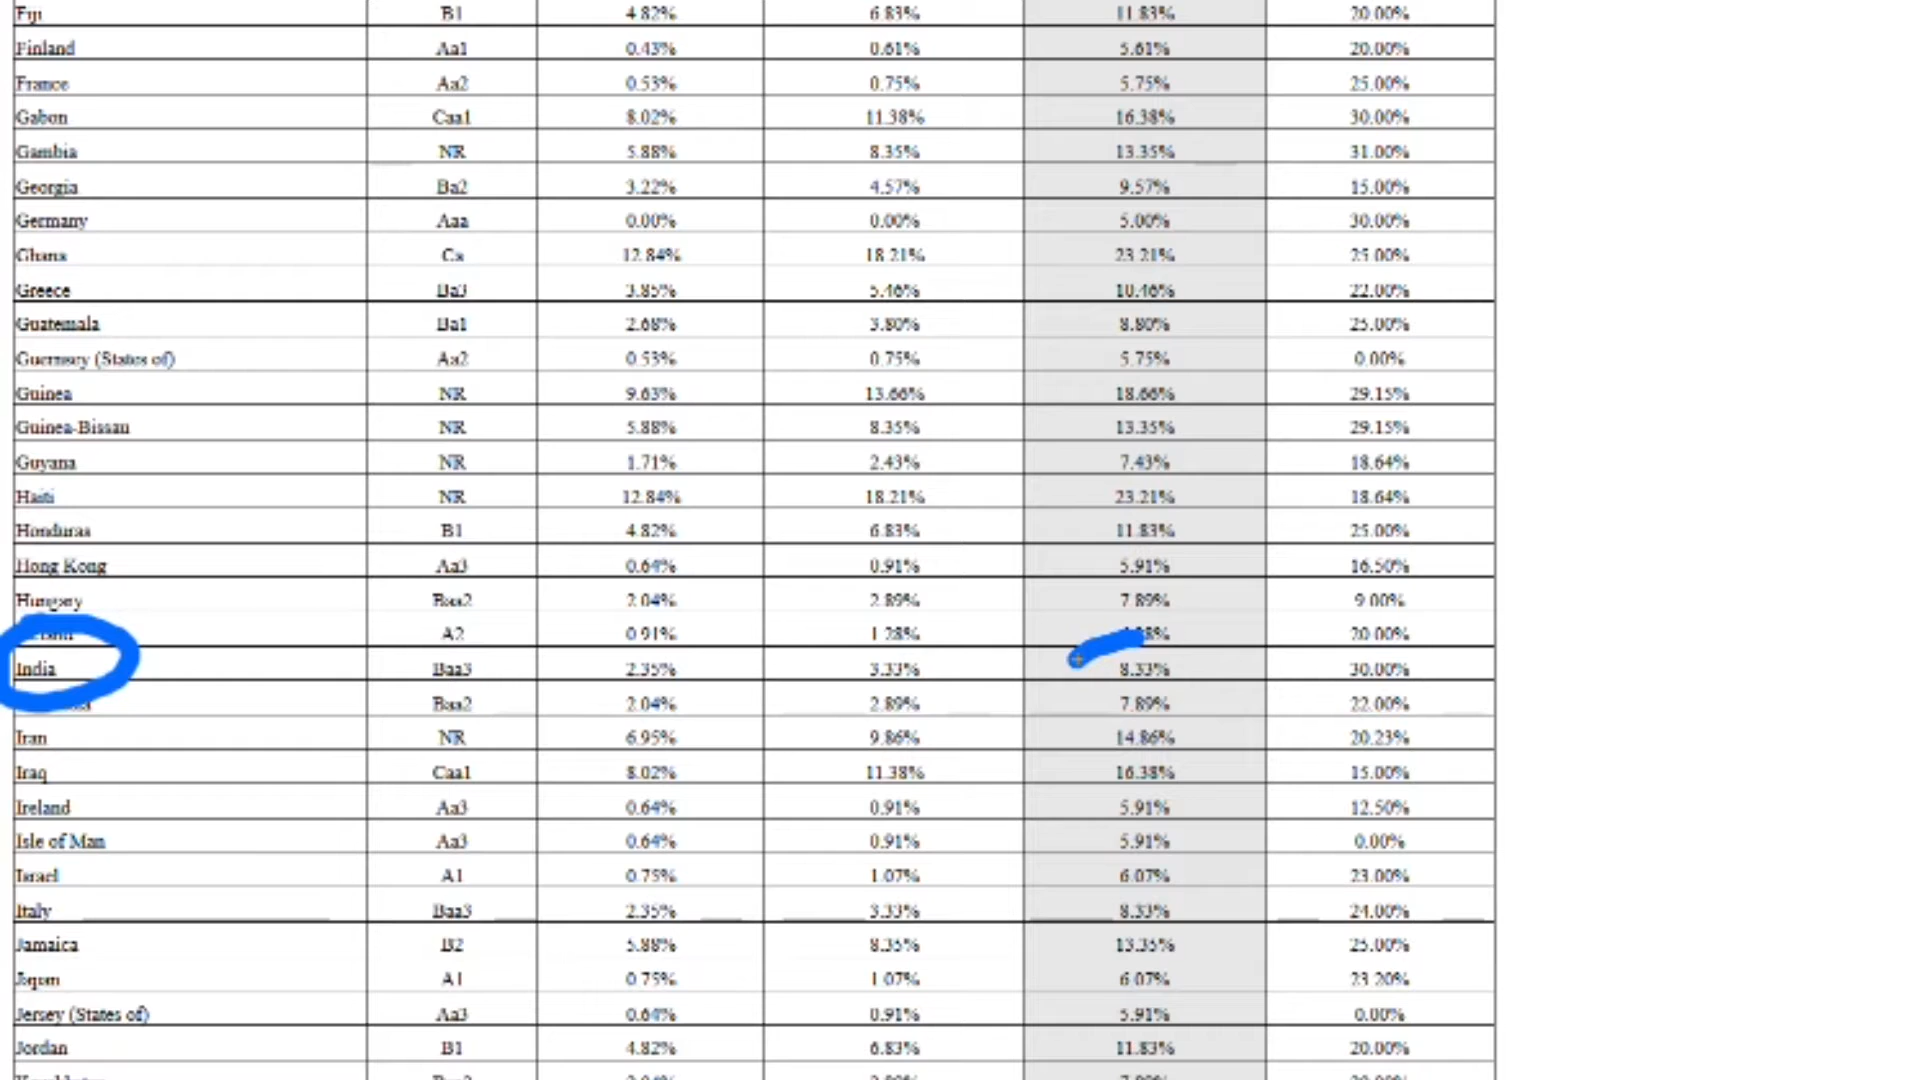 Fiji B1 4.82% 6.83% 11.83% 20.00%
Finland Aa1 0.43% 0.61% 5.61% 20.00%
France Aa2 0.53% 0.75% 5.75% 25.00%
Gabon Caa1 8.02% 11.38% 16.38% 30.00%
Gambia NR 5.88% 8.35% 13.35% 31.00%
Georgia Ba2 3.22% 4.57% 9.57% 15.00%
Germany Aaa 0.00% 0.00% 5.00% 30.00%
Ghana Ca 12.84% 18.21% 23.21% 25.00%
Greece Ba3 3.85% 5.46% 10.46% 22.00%
Guatemala Ba1 2.68% 3.80% 8.80% 25.00%
Guernsey (States of) Aa2 0.53% 0.75% 5.75% 0.00%
Guinea NR 9.63% 13.66% 18.66% 29.15%
Guinea-Bissau NR 5.88% 8.35% 13.35% 29.15%
Guyana NR 1.71% 2.43% 7.43% 18.64%
Haiti NR 12.84% 18.21% 23.21% 18.64%
Honduras B1 4.82% 6.83% 11.83% 25.00%
Hong Kong Aa3 0.64% 0.91% 5.91% 16.50%
Hungary Baa2 2.04% 2.89% 7.89% 9.00%
A2 0.91% 1.28% 20.00%
India Baa3 2.35% 3.33% 8.33% 30.00%
Baa2 2.04% 2.89% 7.89% 22.00%
Iran NR 6.95% 9.86% 14.86% 20.23%
Iraq Caa1 8.02% 11.38% 16.38% 15.00%
Ireland Aa3 0.64% 0.91% 5.91% 12.50%
Isle of Man Aa3 0.64% 0.91% 5.91% 0.00%
Israel A1 0.75% 1.07% 6.07% 23.00%
Italy Baa3 2.35% 3.33% 8.33% 24.00%
Jamaica B2 5.88% 8.35% 13.35% 25.00%
Japan A1 0.75% 1.07% 6.07% 23.20%
Jersey (States of) Aa3 0.64% 0.91% 5.91% 0.00%
Jordan B1 4.82% 6.83% 11.83% 20.00%